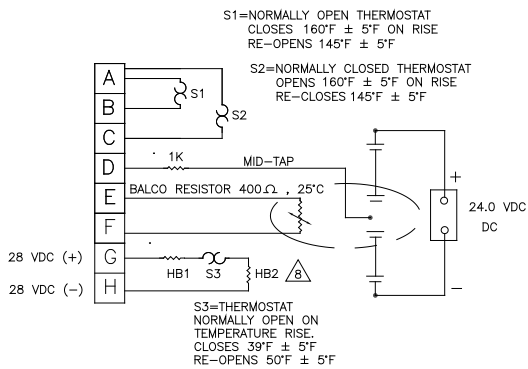 S1=NORMALLY OPEN THERMOSTAT
CLOSES 160°F ± 5°F ON RISE
RE-OPENS 145°F ± 5°F
S2=NORMALLY CLOSED THERMOSTAT
OPENS 160°F ± 5°F ON RISE
RE-CLOSES 145°F ± 5°F
A
B
S1
S2
C
D
1K
MID-TAP
+
E
BALCO RESISTOR 400Ω , 25°C
24.0 VDC
DC
F
28 VDC (+)
G
HB1
S3
HB2
8
28 VDC (−)
H
−
S3=THERMOSTAT
NORMALLY OPEN ON
TEMPERATURE RISE.
CLOSES 39°F ± 5°F
RE-OPENS 50°F ± 5°F